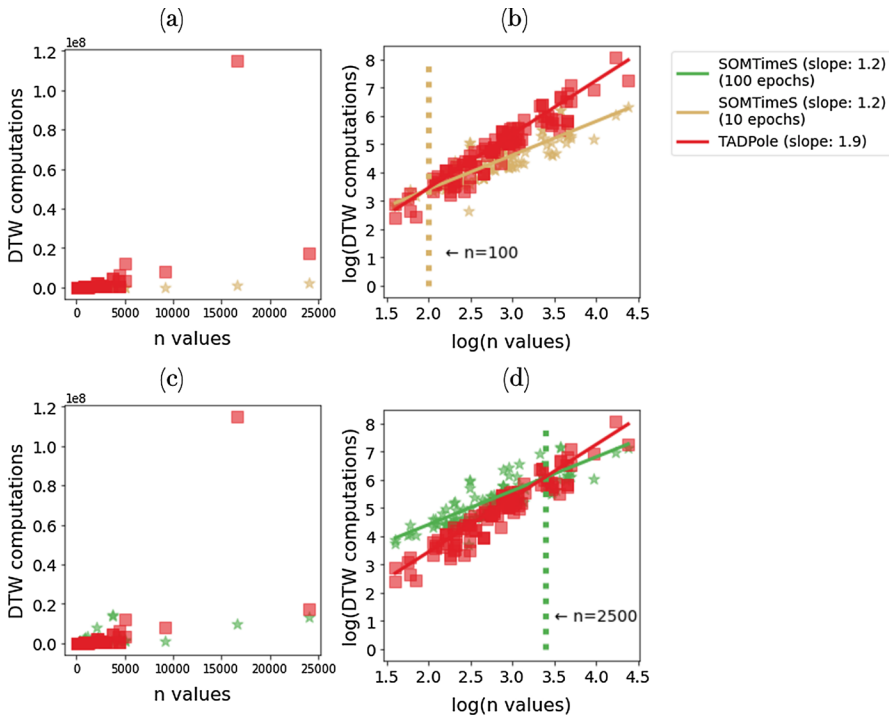 (a)
1e8
1.2
1.0
0.8
0.6
0.4
0.2
0.0
DTW computations
0 5000 10000 15000 20000 25000
n values
(b)
8
7
6
5
4
3
2
1
0
log(DTW computations)
← n=100
1.5 2.0 2.5 3.0 3.5 4.0 4.5
log(n values)
SOMTimeS (slope: 1.2)
(100 epochs)
SOMTimeS (slope: 1.2)
(10 epochs)
TADPole (slope: 1.9)
(c)
1e8
1.2
1.0
0.8
0.6
0.4
0.2
0.0
DTW computations
0 5000 10000 15000 20000 25000
n values
(d)
8
7
6
5
4
3
2
1
0
log(DTW computations)
← n=2500
1.5 2.0 2.5 3.0 3.5 4.0 4.5
log(n values)